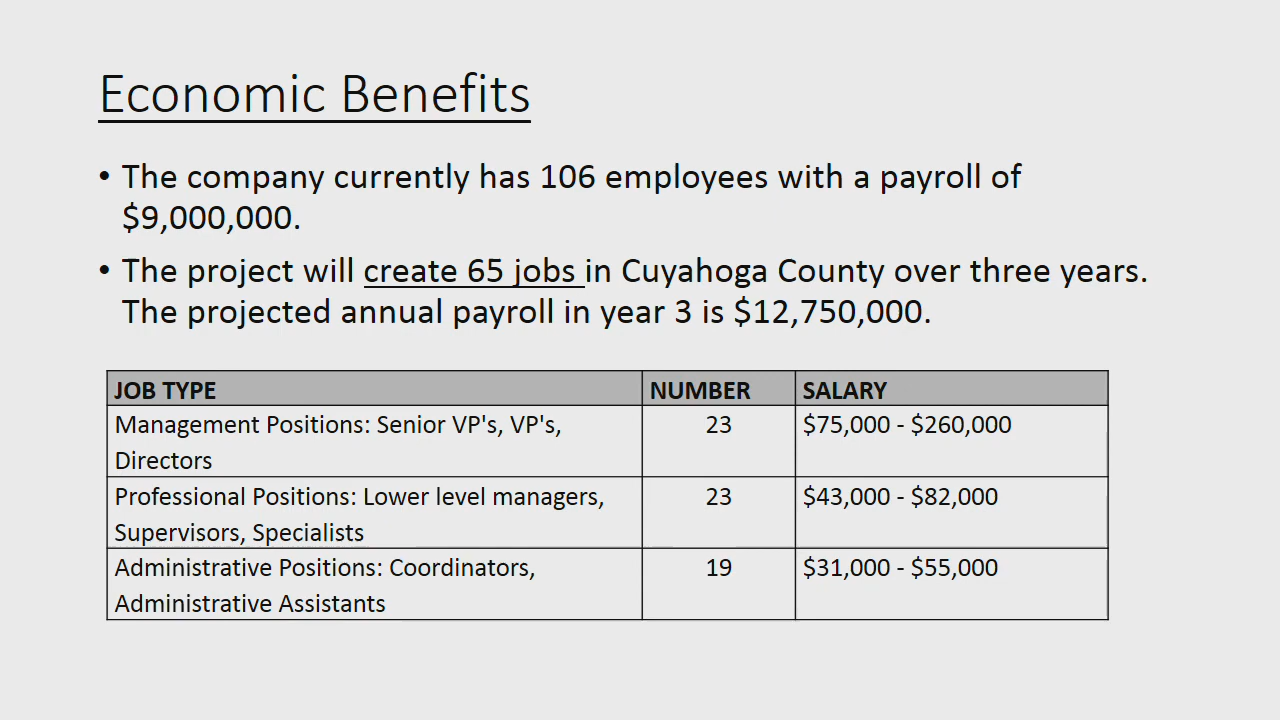 Economic Benefits
• The company currently has 106 employees with a payroll of
$9,000,000.
• The project will create 65 jobs in Cuyahoga County over three years.
The projected annual payroll in year 3 is $12,750,000.
JOB TYPE NUMBER SALARY
Management Positions: Senior VP's, VP's, 23 $75,000 - $260,000
Directors
Professional Positions: Lower level managers, 23 $43,000 - $82,000
Supervisors, Specialists
Administrative Positions: Coordinators, 19 $31,000 - $55,000
Administrative Assistants